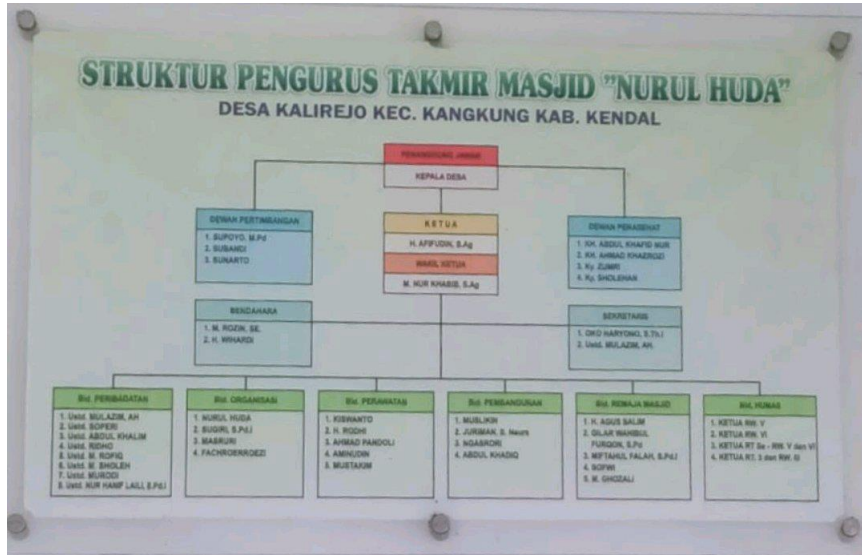 STRUKTUR PENGURUS TAKMIR MASJID "NURUL HUDA"
DESA KALIREJO KEC. KANGKUNG KAB. KENDAL
PENANGGUNG JAWAB
KEPALA DESA
DEWAN PERTIMBANGAN
1. SUPOYO, M.Pd
2. SUBANDI
3. SUNARTO
KETUA
H. AFIFUDIN, S.Ag
WAKIL KETUA
M. NUR KHABIB, S.Ag
DEWAN PENASEHAT
1. KH. ABDUL KHAFID NUR
2. KH. AHMAD KHAEROZI
3. Ky. ZUMRI
4. Ky. SHOLEHAN
BENDAHARA
1. M. ROZIN, SE.
2. H. WIHARDI
SEKRETARIS
1. OKO HARYONO, S.Th.I
2. Ustd. MULAZIM, AH.
Bid. PERIBADATAN
1. Ustd. MULAZIM, AH
2. Ustd. SOFERI
3. Ustd. ABDUL KHALIM
4. Ustd. RIDHO
5. Ustd. M. ROFIQ
6. Ustd. M. SHOLEH
7. Ustd. MURODI
8. Ustd. NUR HANIF LAILI, S.Pd.I
Bid. ORGANISASI
1. NURUL HUDA
2. SUGIRI, S.Pd.I
3. MASRURI
4. FACHROERROEZI
Bid. PERAWATAN
1. KISWANTO
2. H. RODHI
3. AHMAD PANDOLI
4. AMINUDIN
5. MUSTAKIM
Bid. PEMBANGUNAN
1. MUSLIKIN
2. JURIMAN, S.
3. NGABRORI
4. ABDUL KHADIQ
Bid. REMAJA MASJID
1. H. AGUS SALIM
2. GILAR WAHIBUL
FURQON, S.Pd
3. MIFTAHUL FALAH, S.Pd.I
4. SOFWI
5. M. GHOZALI
Bid. HUMAS
1. KETUA RW. V
2. KETUA RW. VI
3. KETUA RT Se - RW. V dan VI
4. KETUA RT. 3 dan RW. III